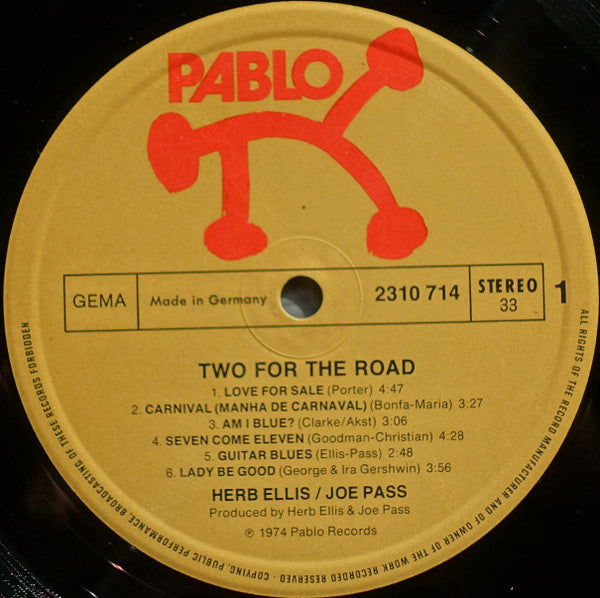 PABLO
GEMA
Made in Germany
2310 714
STEREO
33
1
TWO FOR THE ROAD
1. LOVE FOR SALE (Porter) 4:47
2. CARNIVAL (MANHA DE CARNAVAL) (Bonfa-Maria) 3:27
3. AM I BLUE? (Clarke/Akst) 3:06
4. SEVEN COME ELEVEN (Goodman-Christian) 4:28
5. GUITAR BLUES (Ellis-Pass) 2:48
6. LADY BE GOOD (George & Ira Gershwin) 3:56
HERB ELLIS / JOE PASS
Produced by Herb Ellis & Joe Pass
℗ 1974 Pablo Records
ALL RIGHTS OF THE RECORD MANUFACTURER AND OF OWNER OF THE WORK RECORDED RESERVED · COPYING, PUBLIC PERFORMANCE, BROADCASTING OF THESE RECORDS FORBIDDEN